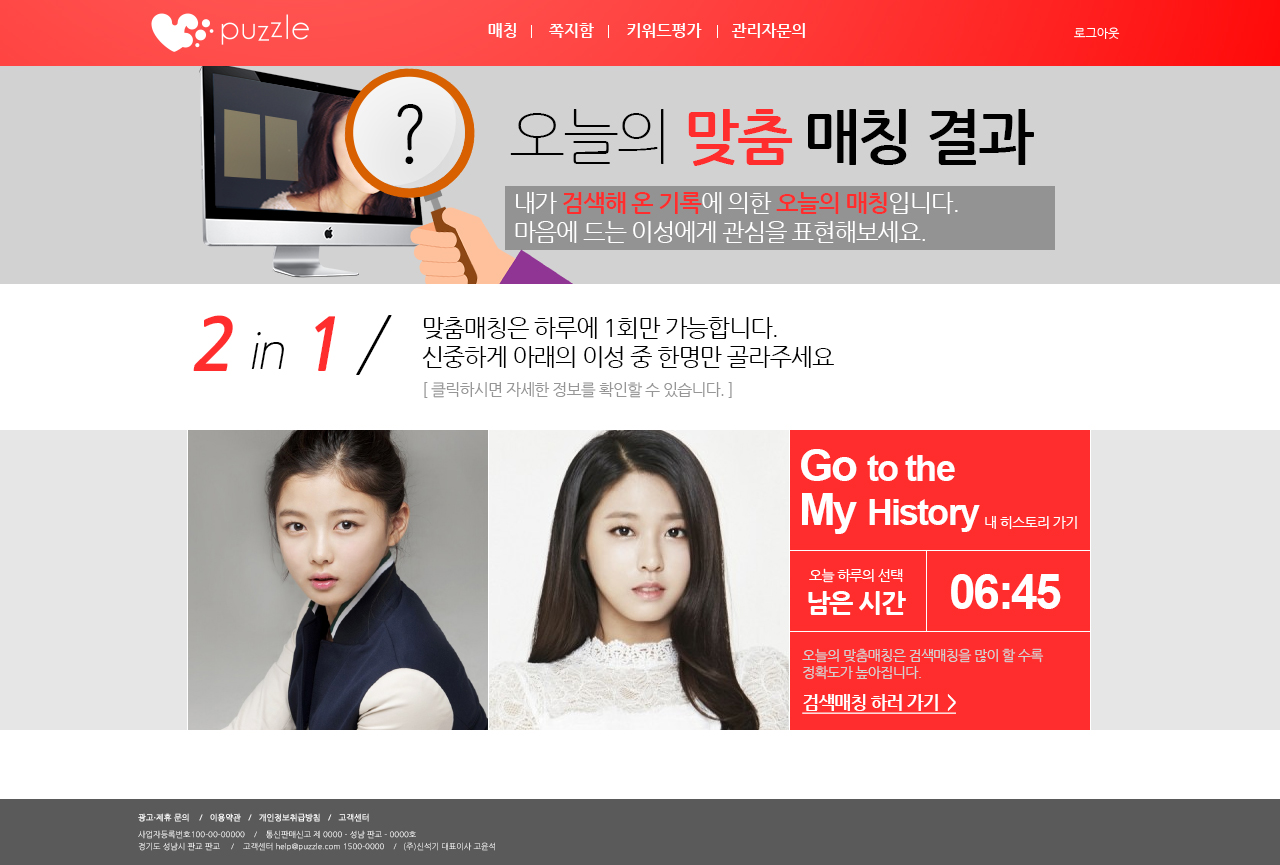 puzzle
매칭 | 쪽지함 | 키워드평가 | 관리자문의
로그아웃
?
오늘의 맞춤 매칭 결과
내가 검색해 온 기록에 의한 오늘의 매칭입니다.
마음에 드는 이성에게 관심을 표현해보세요.
2 in 1 /
맞춤매칭은 하루에 1회만 가능합니다.
신중하게 아래의 이성 중 한명만 골라주세요
[ 클릭하시면 자세한 정보를 확인할 수 있습니다. ]
Go to the
My History 내 히스토리 가기
오늘 하루의 선택
남은 시간
06:45
오늘의 맞춤매칭은 검색매칭을 많이 할 수록
정확도가 높아집니다.
검색매칭 하러 가기 >
광고·제휴 문의 / 이용약관 / 개인정보취급방침 / 고객센터
사업자등록번호100-00-00000 / 통신판매신고 제 0000 - 성남 판교 - 0000호
경기도 성남시 판교 판교 / 고객센터 help@puzzle.com 1500-0000 / (주)신석기 대표이사 고윤석